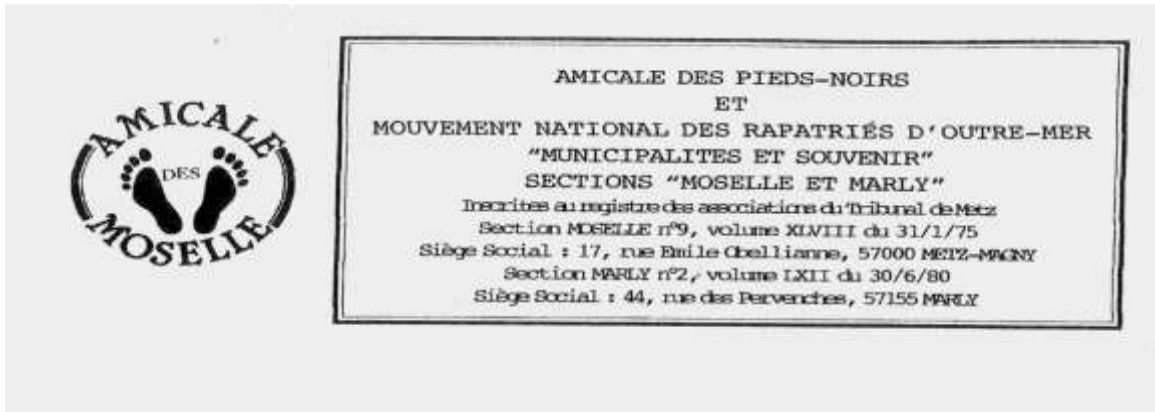 AMICALE
DES
MOSELLE
AMICALE DES PIEDS-NOIRS
ET
MOUVEMENT NATIONAL DES RAPATRIÉS D'OUTRE-MER
"MUNICIPALITES ET SOUVENIR"
SECTIONS "MOSELLE ET MARLY"
Inscrites au registre des associations du Tribunal de Metz
Section MOSELLE n°9, volume XLVIII du 31/1/75
Siège Social : 17, rue Emile Obellianne, 57000 METZ-MAGNY
Section MARLY n°2, volume LXII du 30/6/80
Siège Social : 44, rue des Pervenches, 57155 MARLY